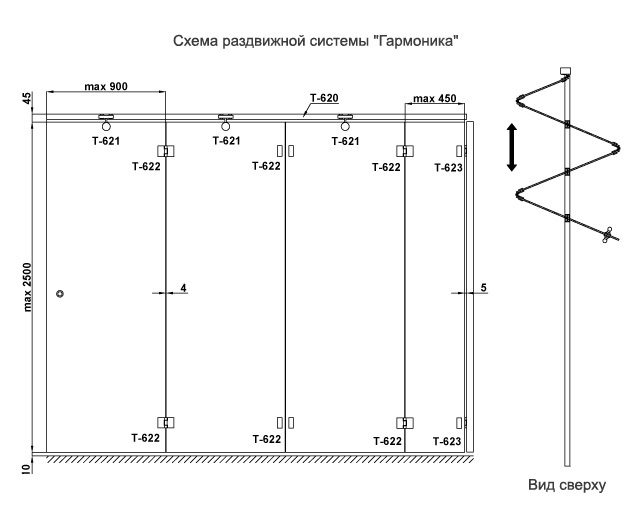 Схема раздвижной системы "Гармоника"
max 900
T-620
max 450
45
T-621
T-621
T-621
T-622
T-622
T-622
T-623
max 2500
4
5
T-622
T-622
T-622
T-623
10
Вид сверху